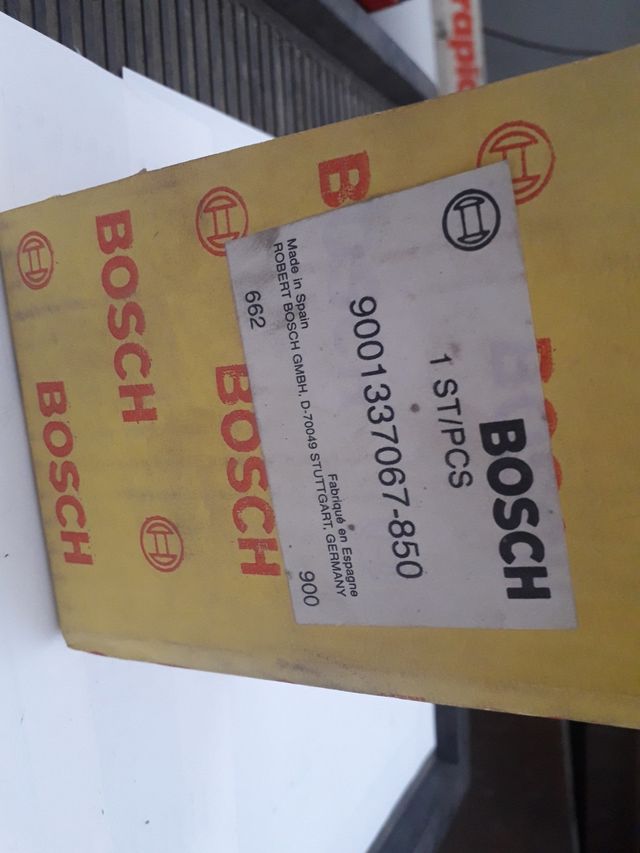 BOSCH
1 ST/PCS
9001337067-850
Fabriqué en Espagne
Made in Spain
ROBERT BOSCH GMBH, D-70049 STUTTGART, GERMANY
662
900
BOSCH
BOSCH
BOSCH
B
rapid